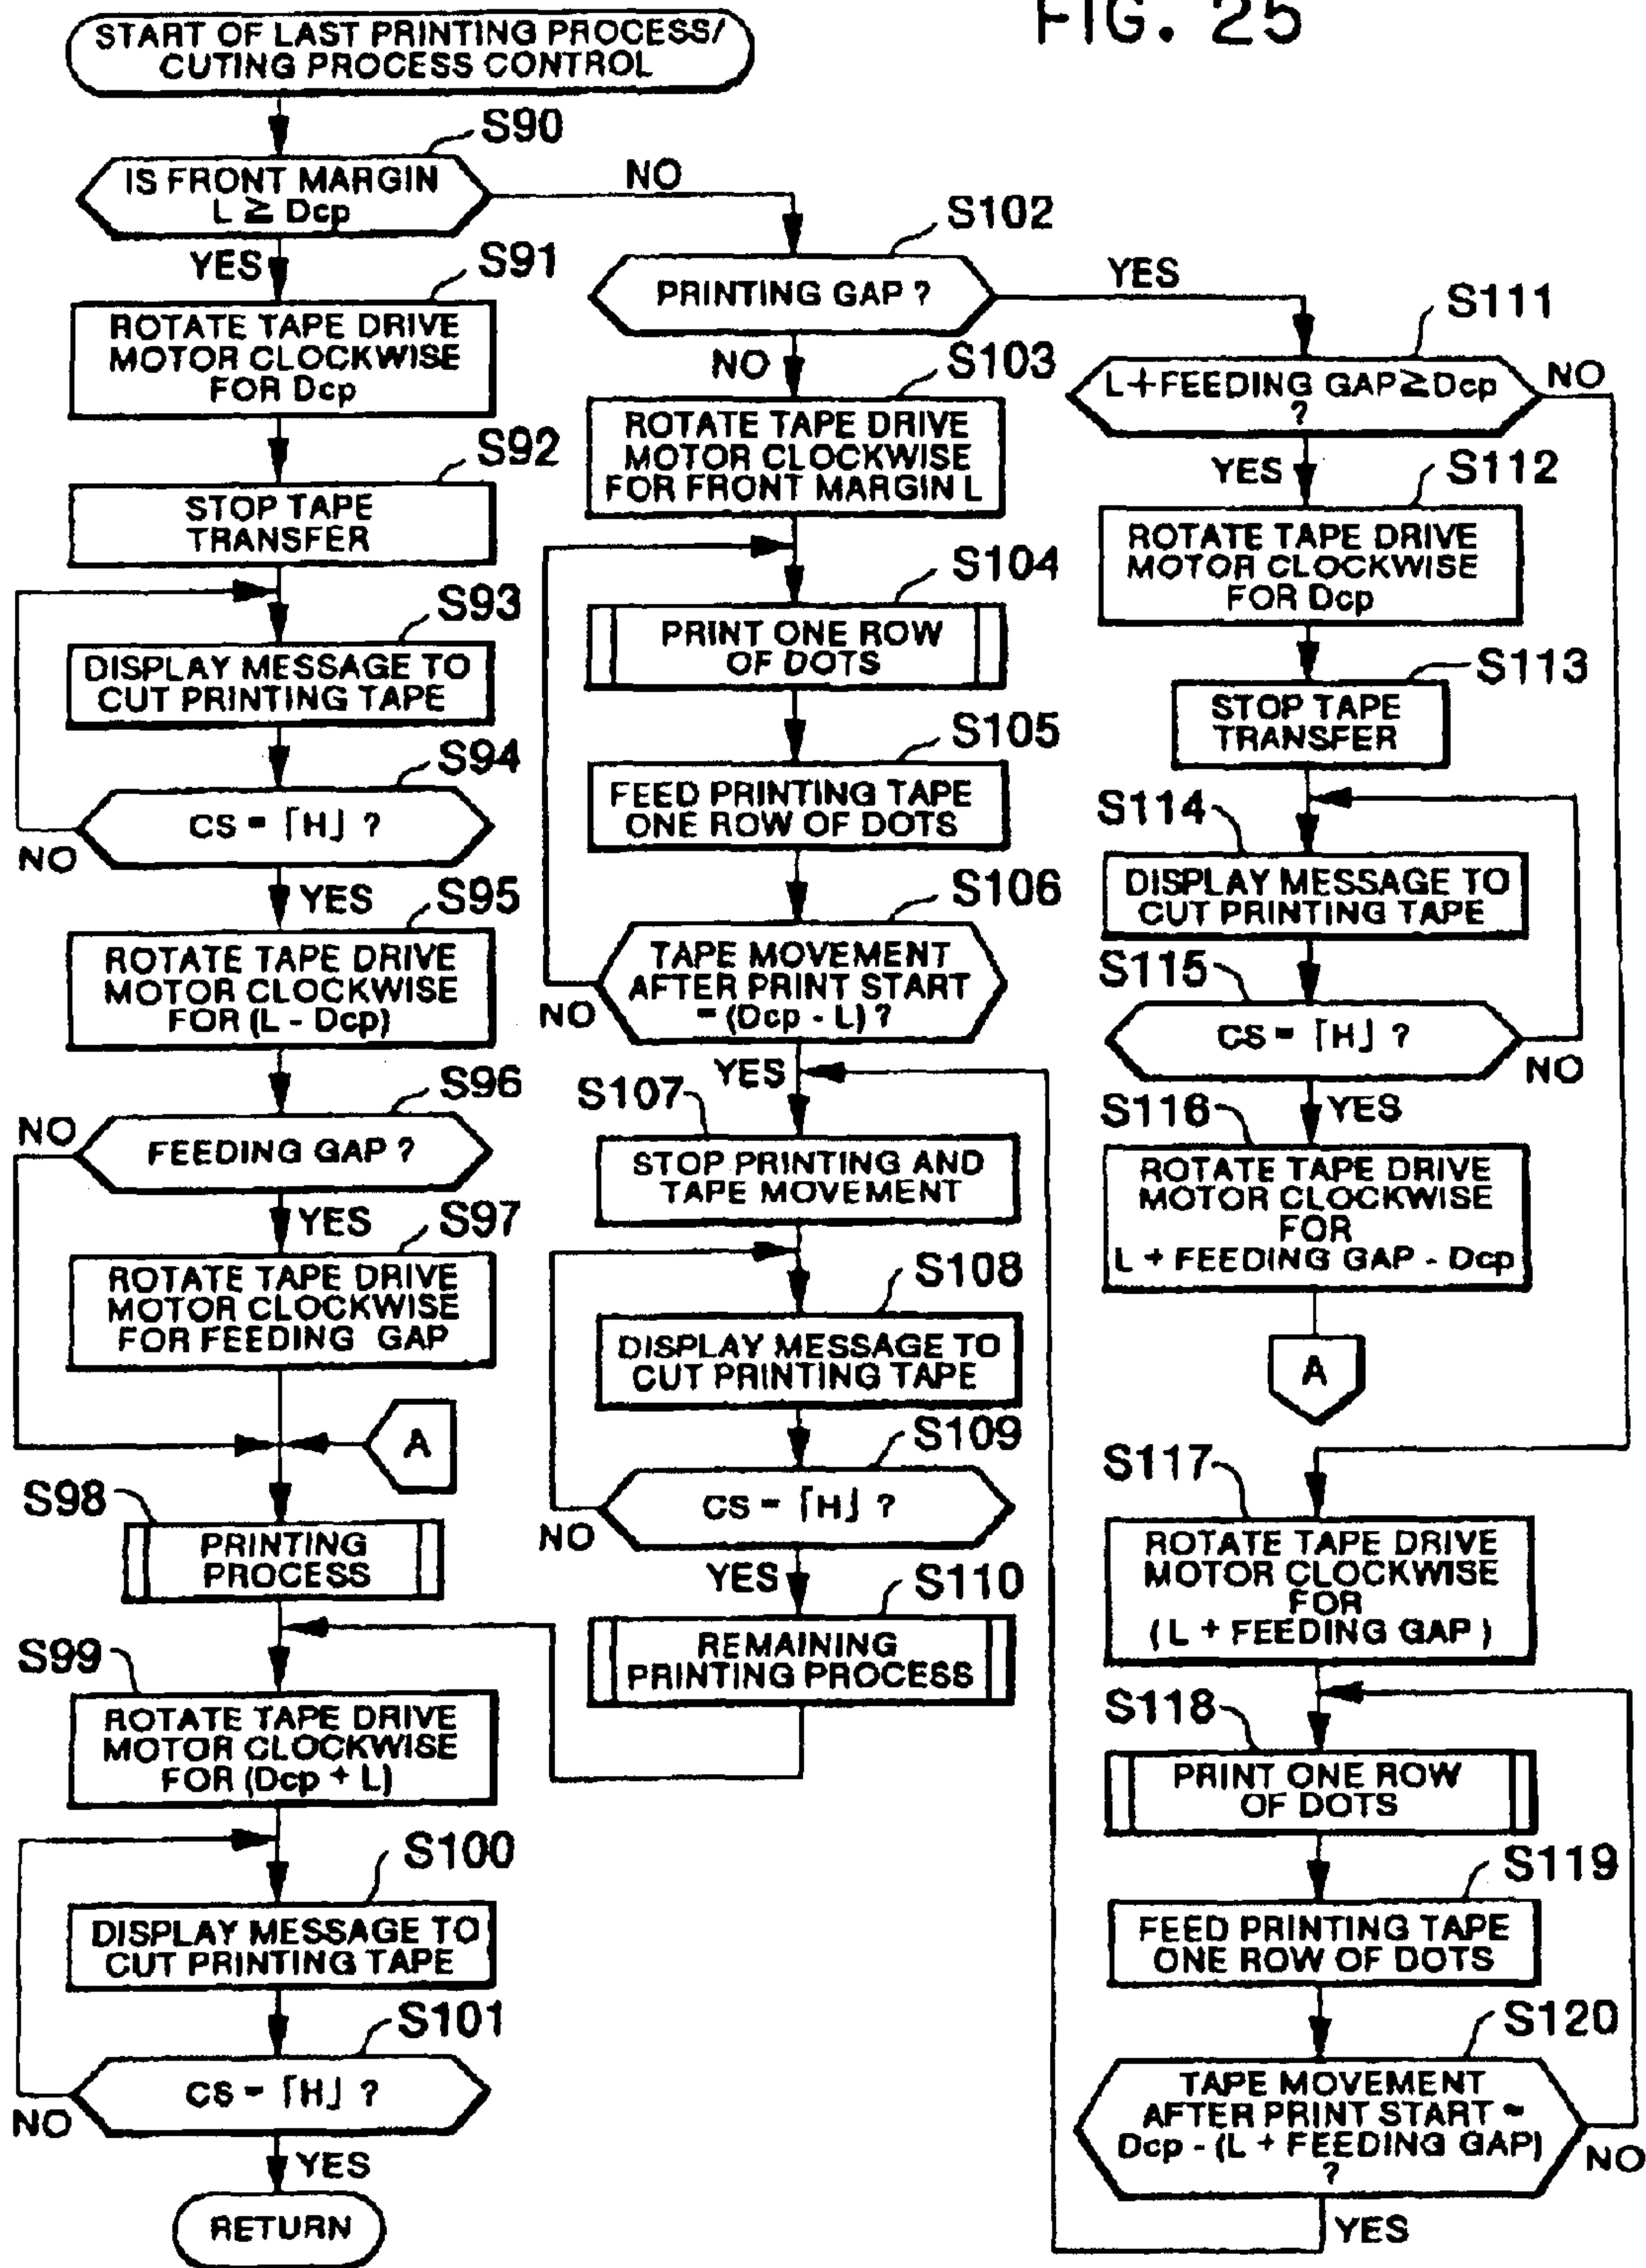 FIG. 25
START OF LAST PRINTING PROCESS/
CUTING PROCESS CONTROL
S90
IS FRONT MARGIN
L ≧ Dcp
NO
YES
S91
ROTATE TAPE DRIVE
MOTOR CLOCKWISE
FOR Dcp
S92
STOP TAPE
TRANSFER
S93
DISPLAY MESSAGE TO
CUT PRINTING TAPE
S94
CS = ⌈H⌋ ?
NO
YES
S95
ROTATE TAPE DRIVE
MOTOR CLOCKWISE
FOR (L - Dcp)
S96
NO
FEEDING GAP ?
YES
S97
ROTATE TAPE DRIVE
MOTOR CLOCKWISE
FOR FEEDING GAP
A
S98
PRINTING
PROCESS
S99
ROTATE TAPE DRIVE
MOTOR CLOCKWISE
FOR (Dcp + L)
S100
DISPLAY MESSAGE TO
CUT PRINTING TAPE
S101
CS = ⌈H⌋ ?
NO
YES
RETURN
S102
PRINTING GAP ?
YES
NO
S103
ROTATE TAPE DRIVE
MOTOR CLOCKWISE
FOR FRONT MARGIN L
S104
PRINT ONE ROW
OF DOTS
S105
FEED PRINTING TAPE
ONE ROW OF DOTS
S106
TAPE MOVEMENT
AFTER PRINT START
= (Dcp - L) ?
NO
YES
S107
STOP PRINTING AND
TAPE MOVEMENT
S108
DISPLAY MESSAGE TO
CUT PRINTING TAPE
S109
CS = ⌈H⌋ ?
NO
YES
S110
REMAINING
PRINTING PROCESS
S111
L+FEEDING GAP≧Dcp
?
NO
YES
S112
ROTATE TAPE DRIVE
MOTOR CLOCKWISE
FOR Dcp
S113
STOP TAPE
TRANSFER
S114
DISPLAY MESSAGE TO
CUT PRINTING TAPE
S115
CS = ⌈H⌋ ?
NO
YES
S116
ROTATE TAPE DRIVE
MOTOR CLOCKWISE
FOR
L + FEEDING GAP - Dcp
A
S117
ROTATE TAPE DRIVE
MOTOR CLOCKWISE
FOR
(L + FEEDING GAP)
S118
PRINT ONE ROW
OF DOTS
S119
FEED PRINTING TAPE
ONE ROW OF DOTS
S120
TAPE MOVEMENT
AFTER PRINT START =
Dcp - (L + FEEDING GAP)
?
NO
YES